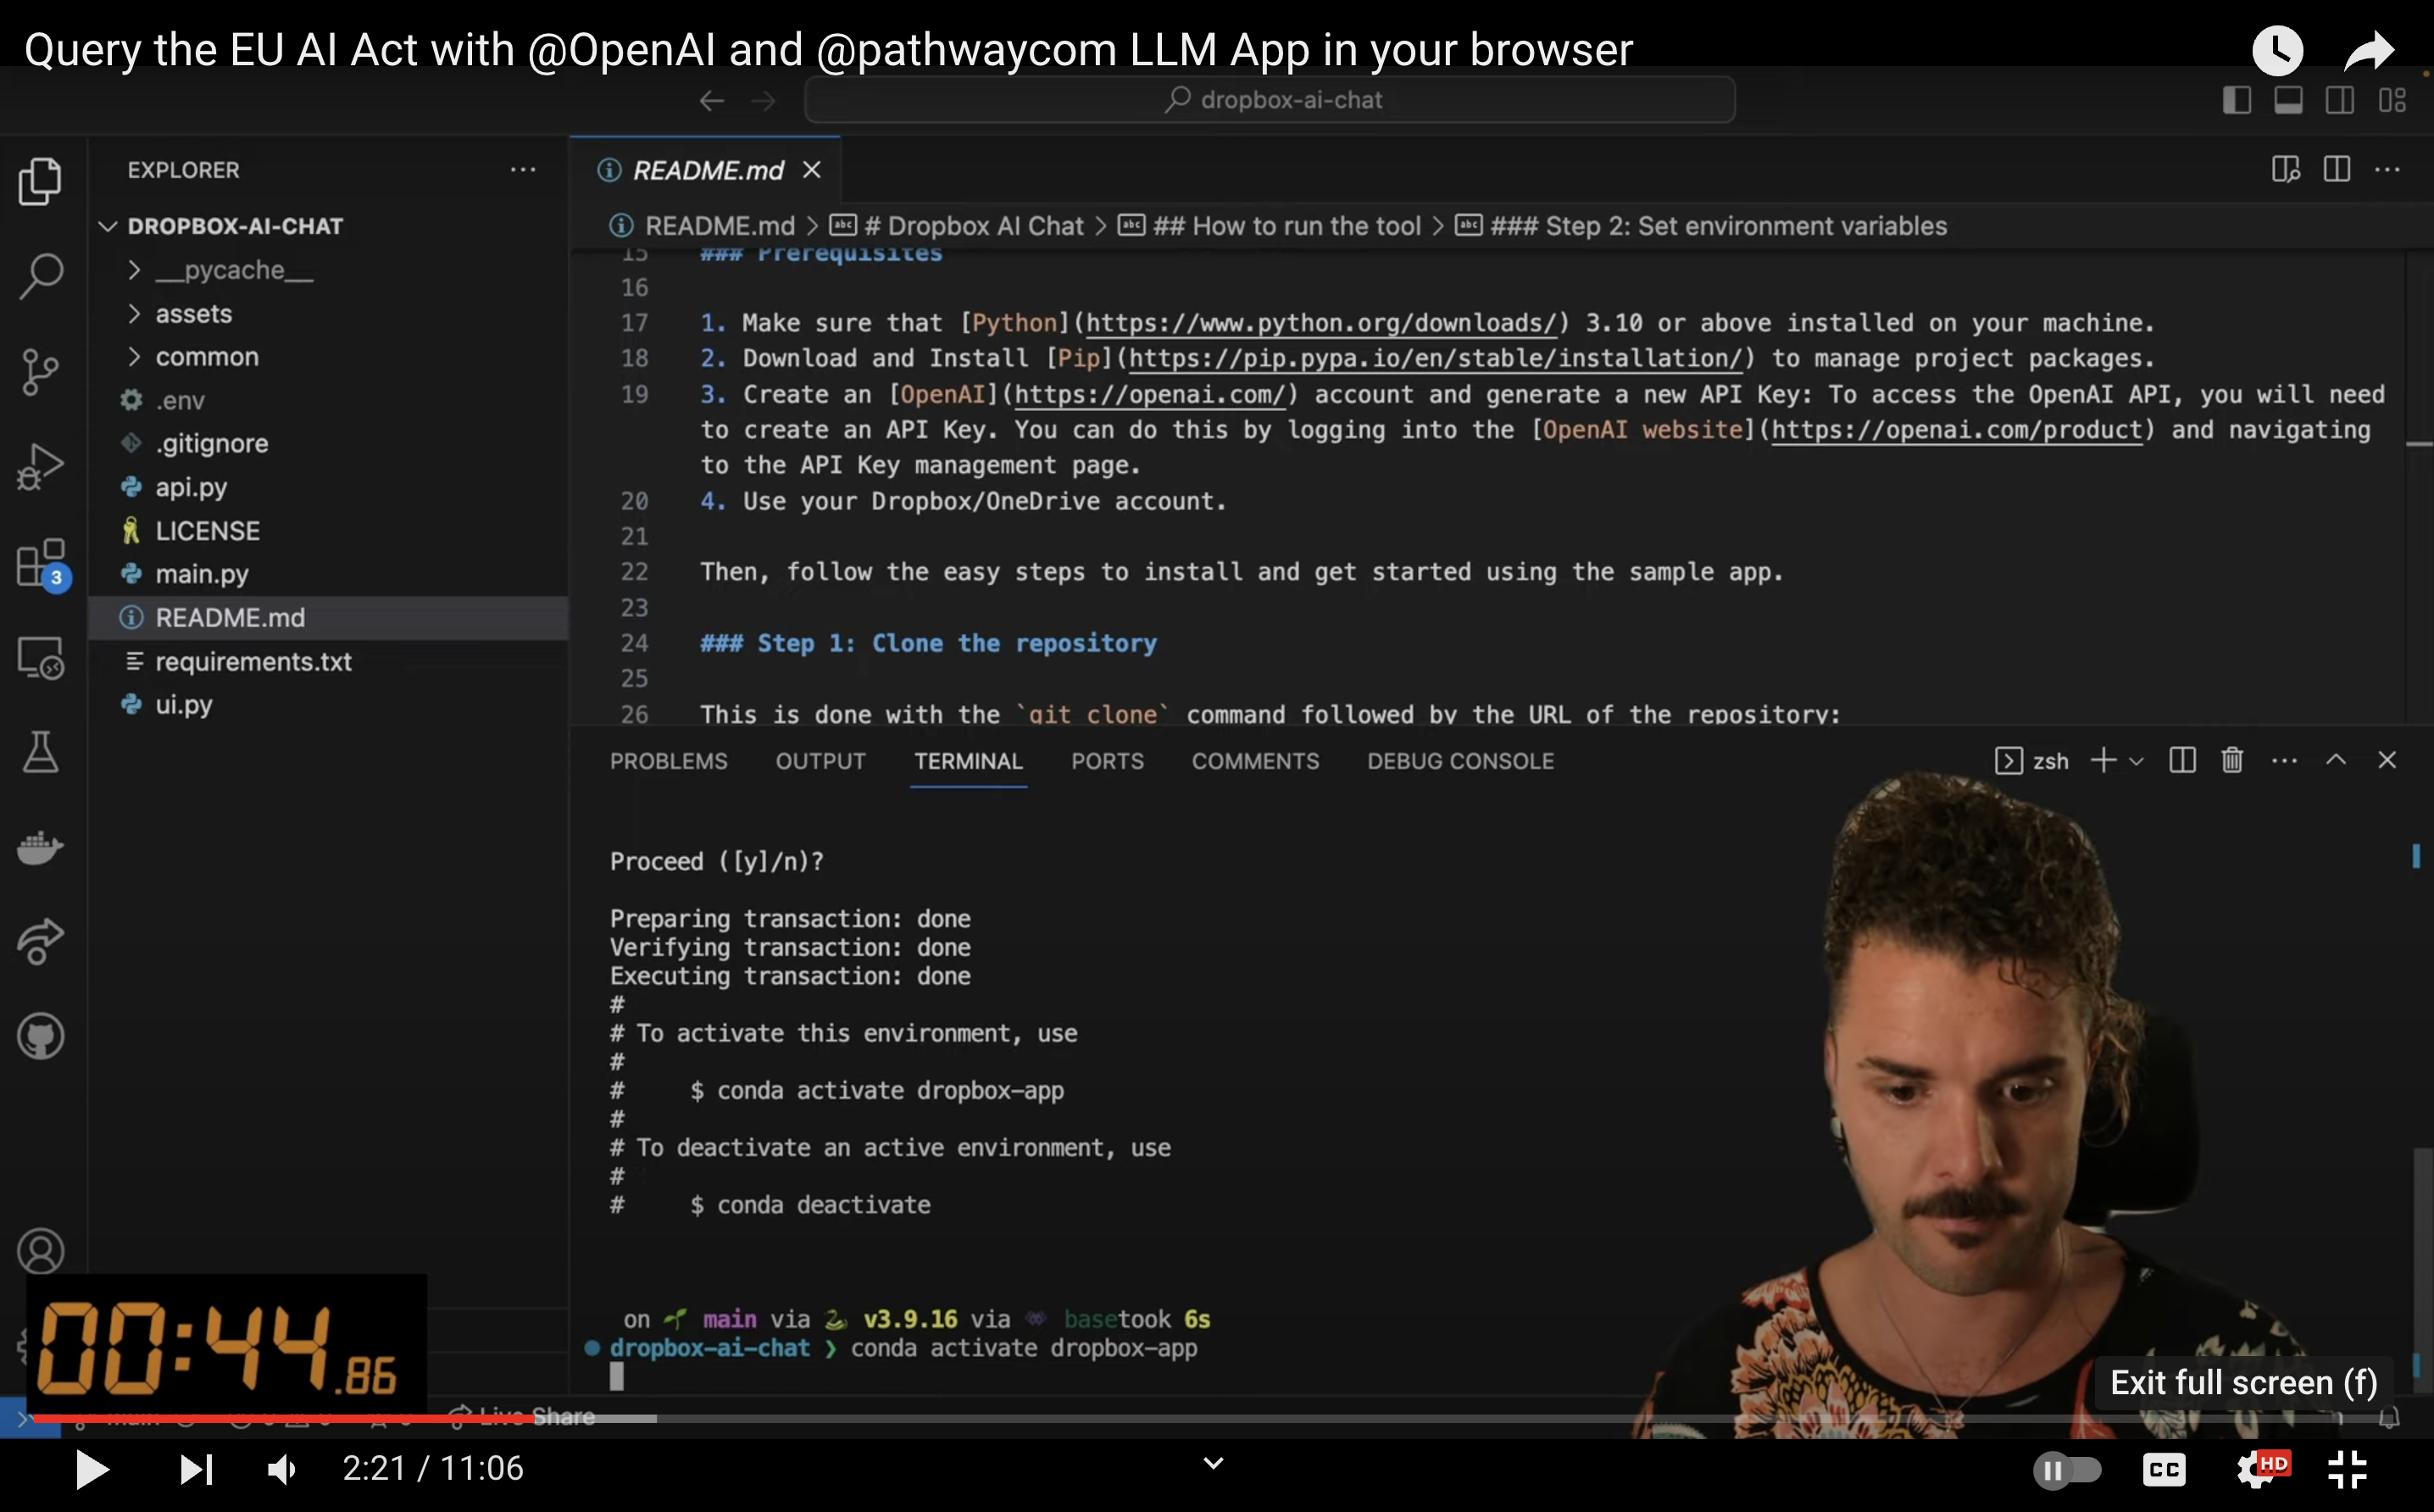 Query the EU AI Act with @OpenAI and @pathwaycom LLM App in your browser
dropbox-ai-chat
EXPLORER
DROPBOX-AI-CHAT
__pycache__
assets
common
.env
.gitignore
api.py
LICENSE
main.py
README.md
requirements.txt
ui.py
3
README.md
README.md > # Dropbox AI Chat > ## How to run the tool > ### Step 2: Set environment variables
15 ### Prerequisites
16
17 1. Make sure that [Python](https://www.python.org/downloads/) 3.10 or above installed on your machine.
18 2. Download and Install [Pip](https://pip.pypa.io/en/stable/installation/) to manage project packages.
19 3. Create an [OpenAI](https://openai.com/) account and generate a new API Key: To access the OpenAI API, you will need
to create an API Key. You can do this by logging into the [OpenAI website](https://openai.com/product) and navigating
to the API Key management page.
20 4. Use your Dropbox/OneDrive account.
21
22 Then, follow the easy steps to install and get started using the sample app.
23
24 ### Step 1: Clone the repository
25
26 This is done with the `git clone` command followed by the URL of the repository:
PROBLEMS OUTPUT TERMINAL PORTS COMMENTS DEBUG CONSOLE
zsh
Proceed ([y]/n)?
Preparing transaction: done
Verifying transaction: done
Executing transaction: done
#
# To activate this environment, use
#
# $ conda activate dropbox-app
#
# To deactivate an active environment, use
#
# $ conda deactivate
on main via v3.9.16 via basetook 6s
dropbox-ai-chat ❯ conda activate dropbox-app
00:44.86
main
Live Share
Exit full screen (f)
2:21 / 11:06
CC
HD